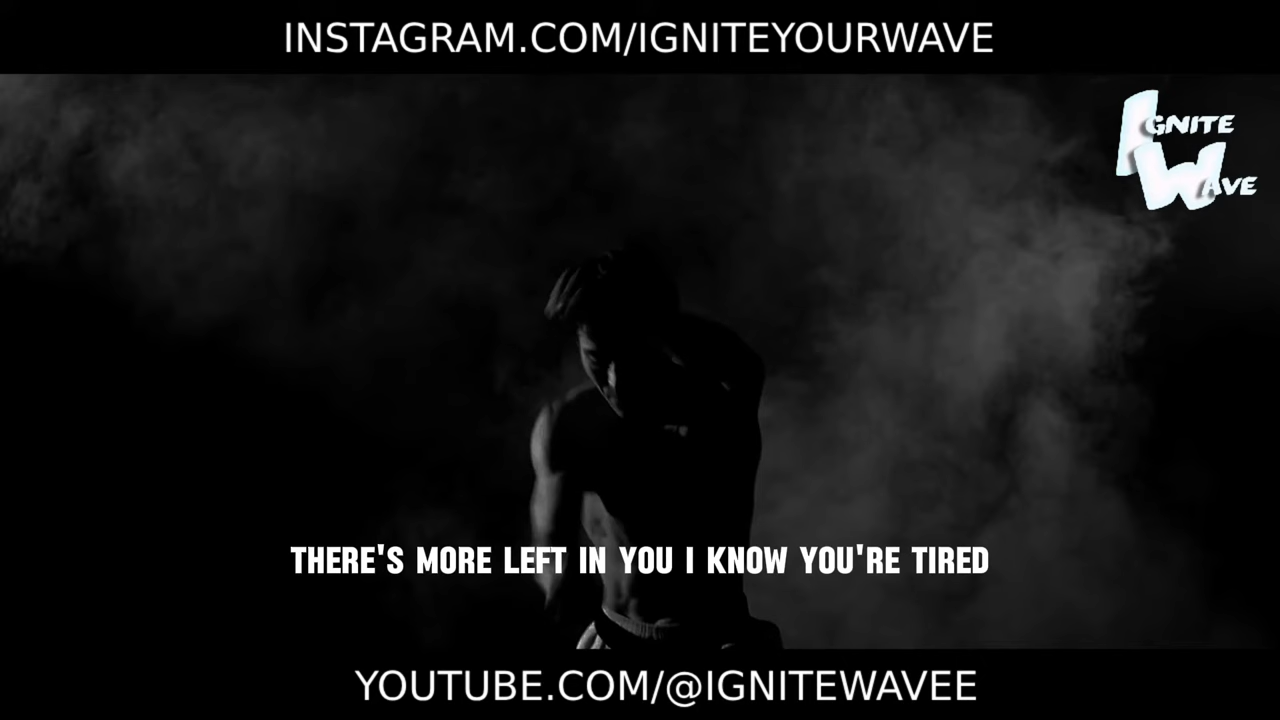 INSTAGRAM.COM/IGNITEYOURWAVE
IGNITE
WAVE
THERE'S MORE LEFT IN YOU I KNOW YOU'RE TIRED
YOUTUBE.COM/@IGNITEWAVEE